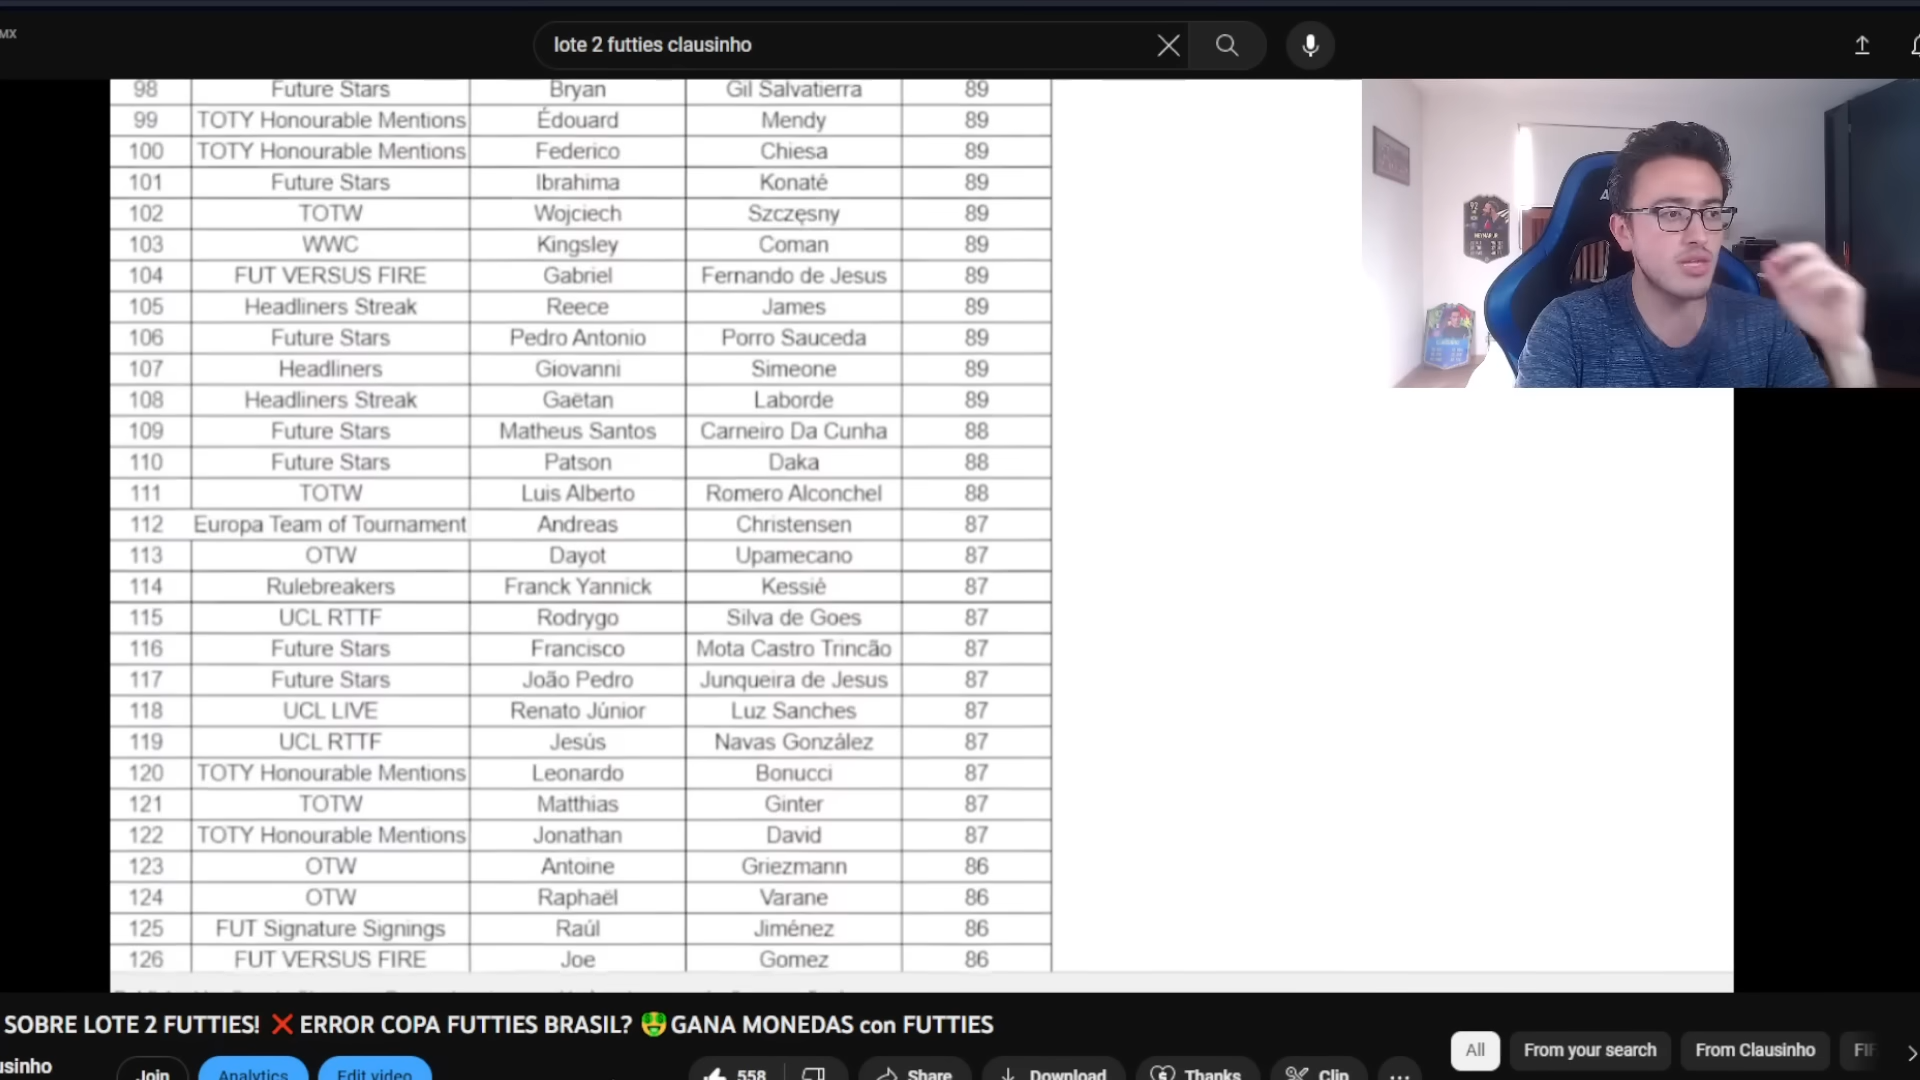 MX
lote 2 futties clausinho
98 Future Stars Bryan Gil Salvatierra 89
99 TOTY Honourable Mentions Édouard Mendy 89
100 TOTY Honourable Mentions Federico Chiesa 89
101 Future Stars Ibrahima Konaté 89
102 TOTW Wojciech Szczęsny 89
103 WWC Kingsley Coman 89
104 FUT VERSUS FIRE Gabriel Fernando de Jesus 89
105 Headliners Streak Reece James 89
106 Future Stars Pedro Antonio Porro Sauceda 89
107 Headliners Giovanni Simeone 89
108 Headliners Streak Gaëtan Laborde 89
109 Future Stars Matheus Santos Carneiro Da Cunha 88
110 Future Stars Patson Daka 88
111 TOTW Luis Alberto Romero Alconchel 88
112 Europa Team of Tournament Andreas Christensen 87
113 OTW Dayot Upamecano 87
114 Rulebreakers Franck Yannick Kessié 87
115 UCL RTTF Rodrygo Silva de Goes 87
116 Future Stars Francisco Mota Castro Trincão 87
117 Future Stars João Pedro Junqueira de Jesus 87
118 UCL LIVE Renato Júnior Luz Sanches 87
119 UCL RTTF Jesús Navas González 87
120 TOTY Honourable Mentions Leonardo Bonucci 87
121 TOTW Matthias Ginter 87
122 TOTY Honourable Mentions Jonathan David 87
123 OTW Antoine Griezmann 86
124 OTW Raphaël Varane 86
125 FUT Signature Signings Raúl Jiménez 86
126 FUT VERSUS FIRE Joe Gomez 86
SOBRE LOTE 2 FUTTIES! ❌ ERROR COPA FUTTIES BRASIL? 🤑 GANA MONEDAS con FUTTIES
usinho Join Analytics Edit video 558 Share Download Thanks Clip ...
All From your search From Clausinho FIF